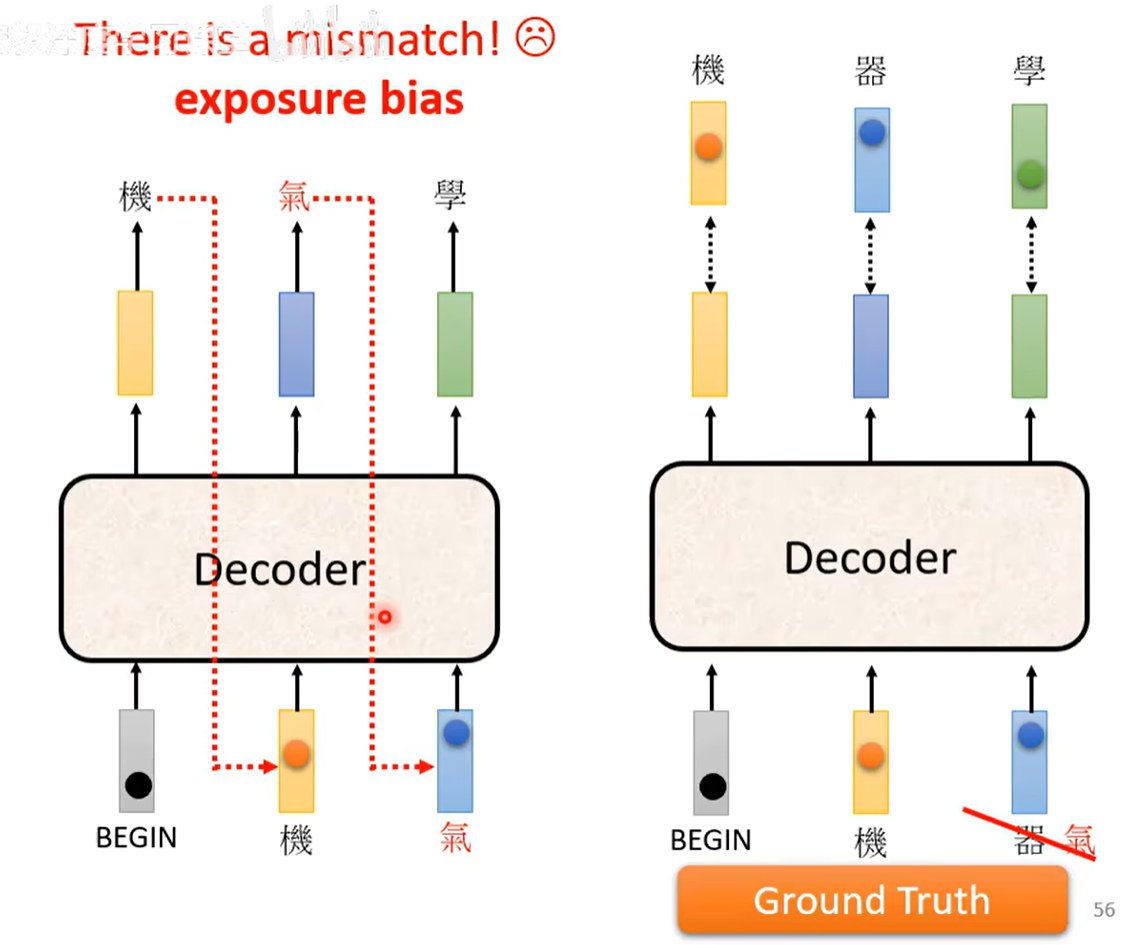 There is a mismatch! ☹
exposure bias
機 氣 學
Decoder
BEGIN 機 氣
機 器 學
Decoder
BEGIN 機 器 氣
Ground Truth
56